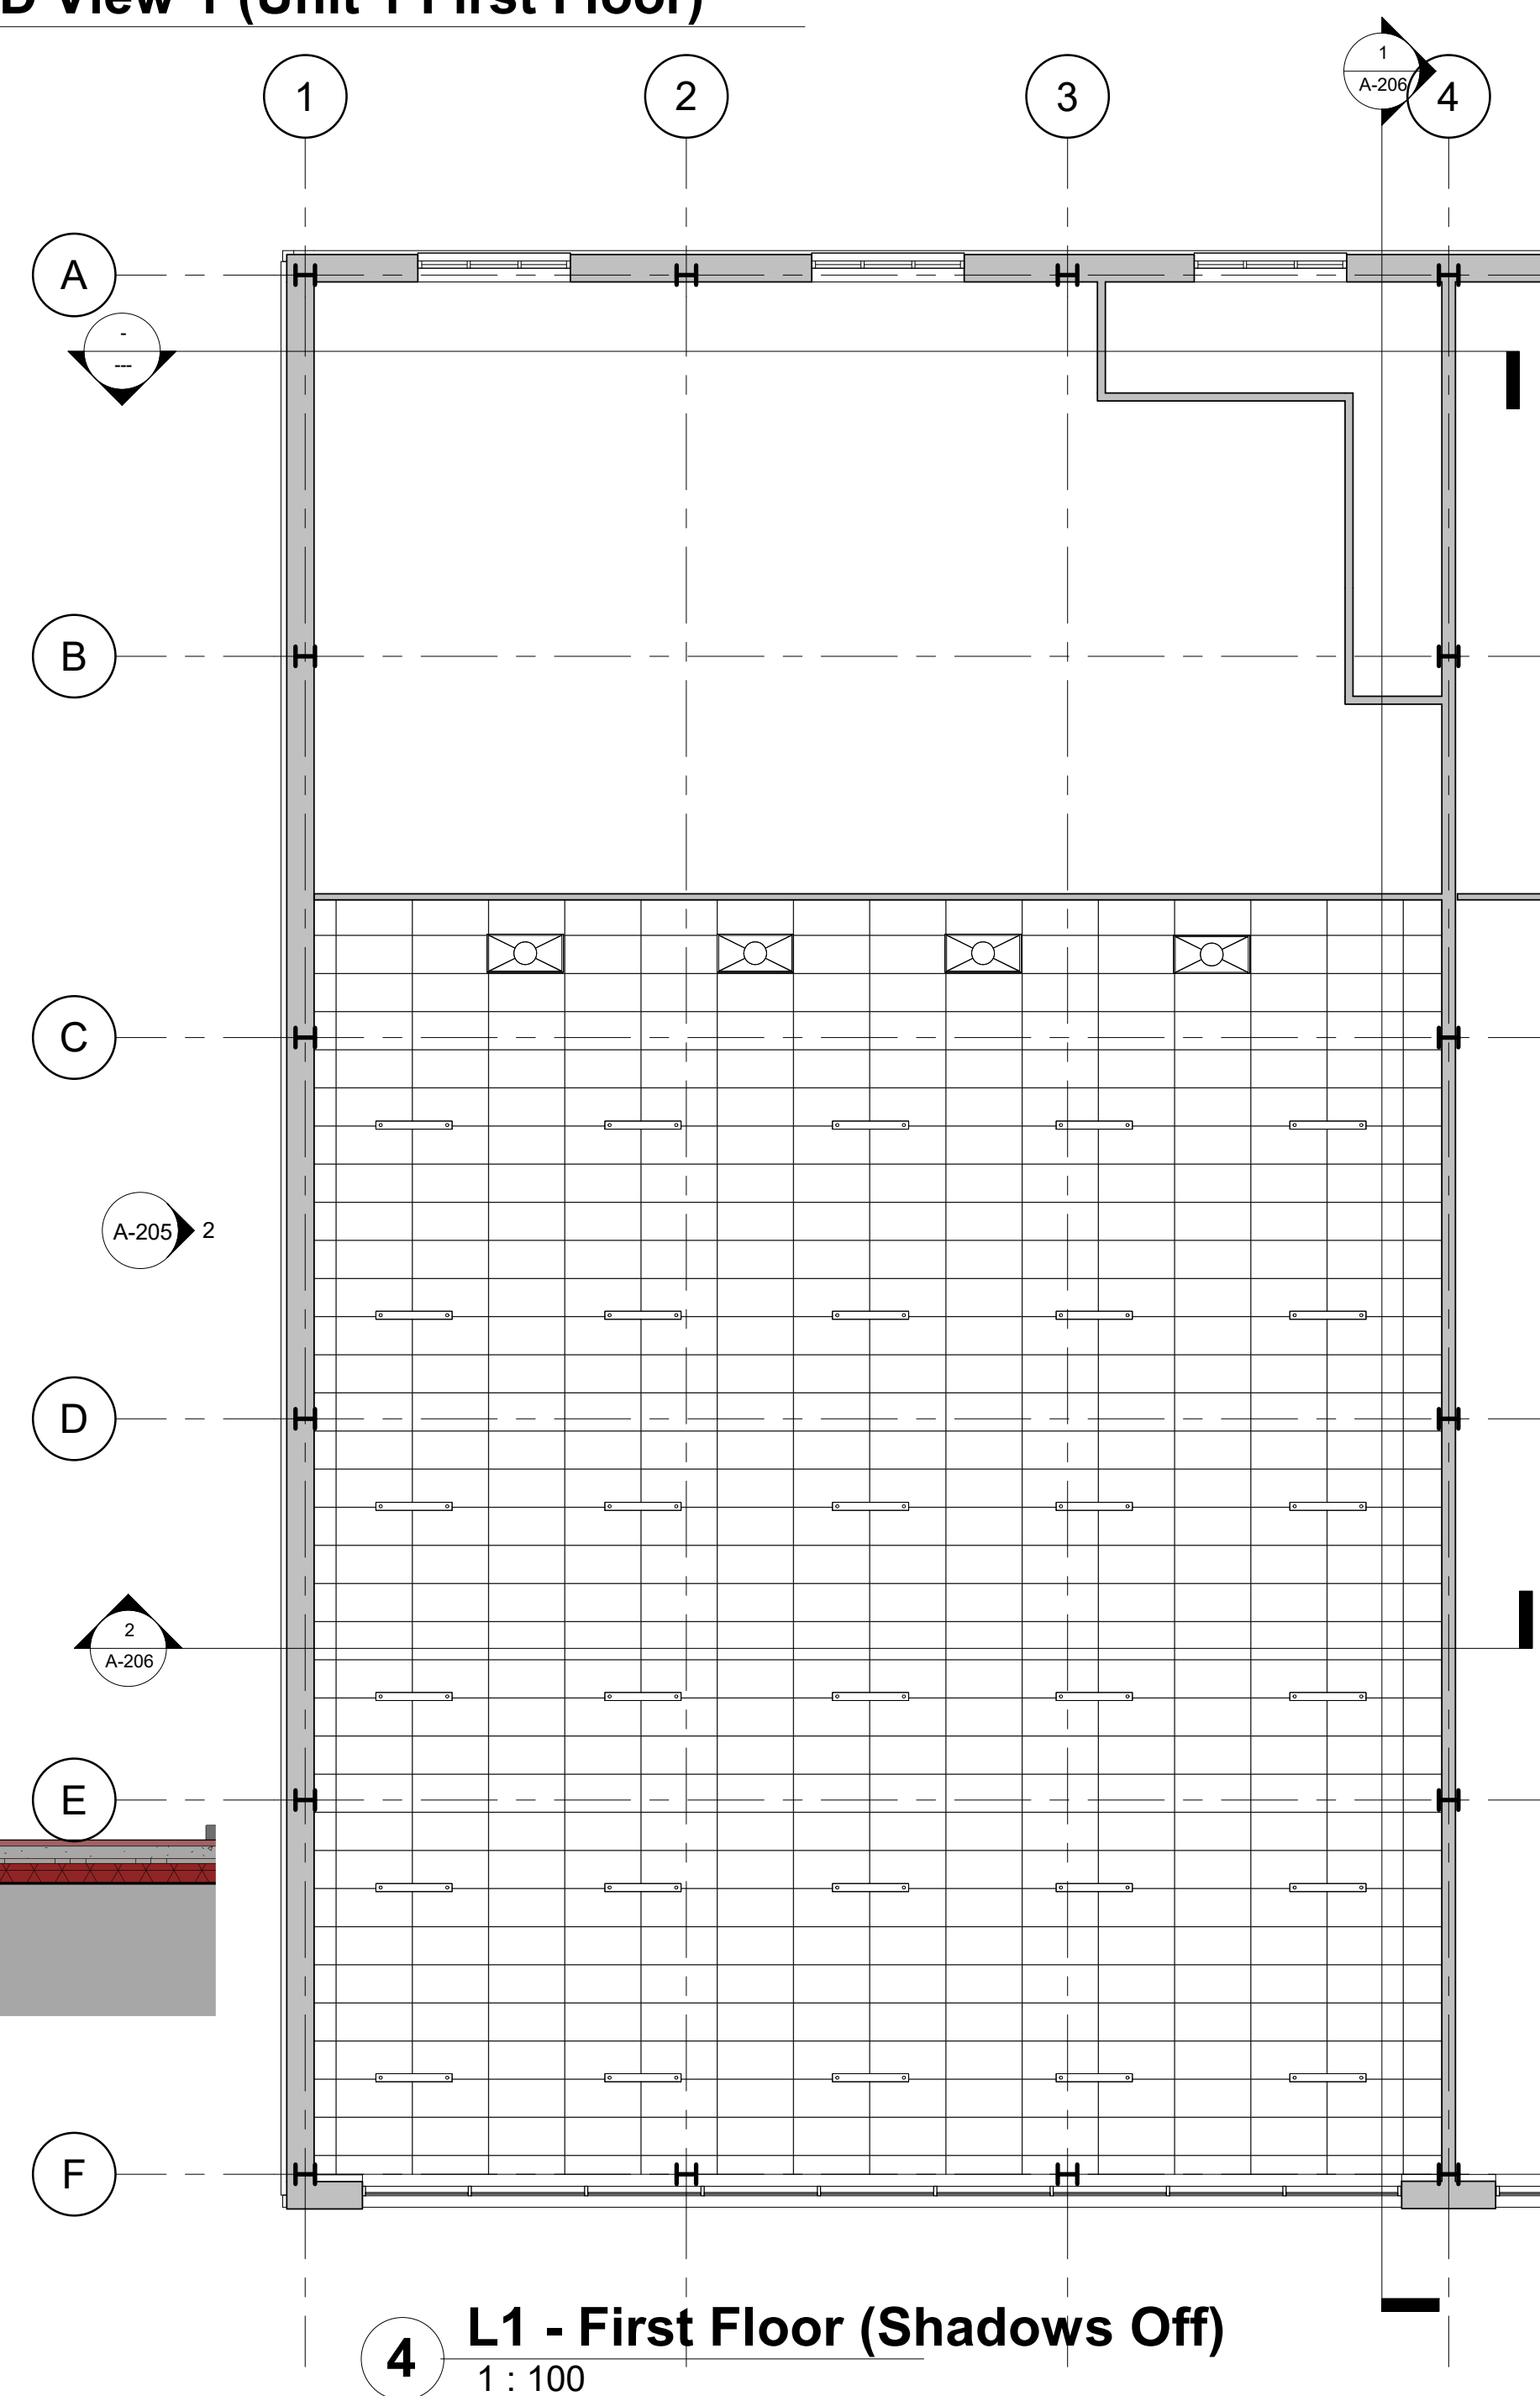 D View 1 (Unit 1 First Floor)
1
2
3
1
A-206
4
A
-
---
B
C
A-205
2
D
2
A-206
E
F
4
L1 - First Floor (Shadows Off)
1 : 100